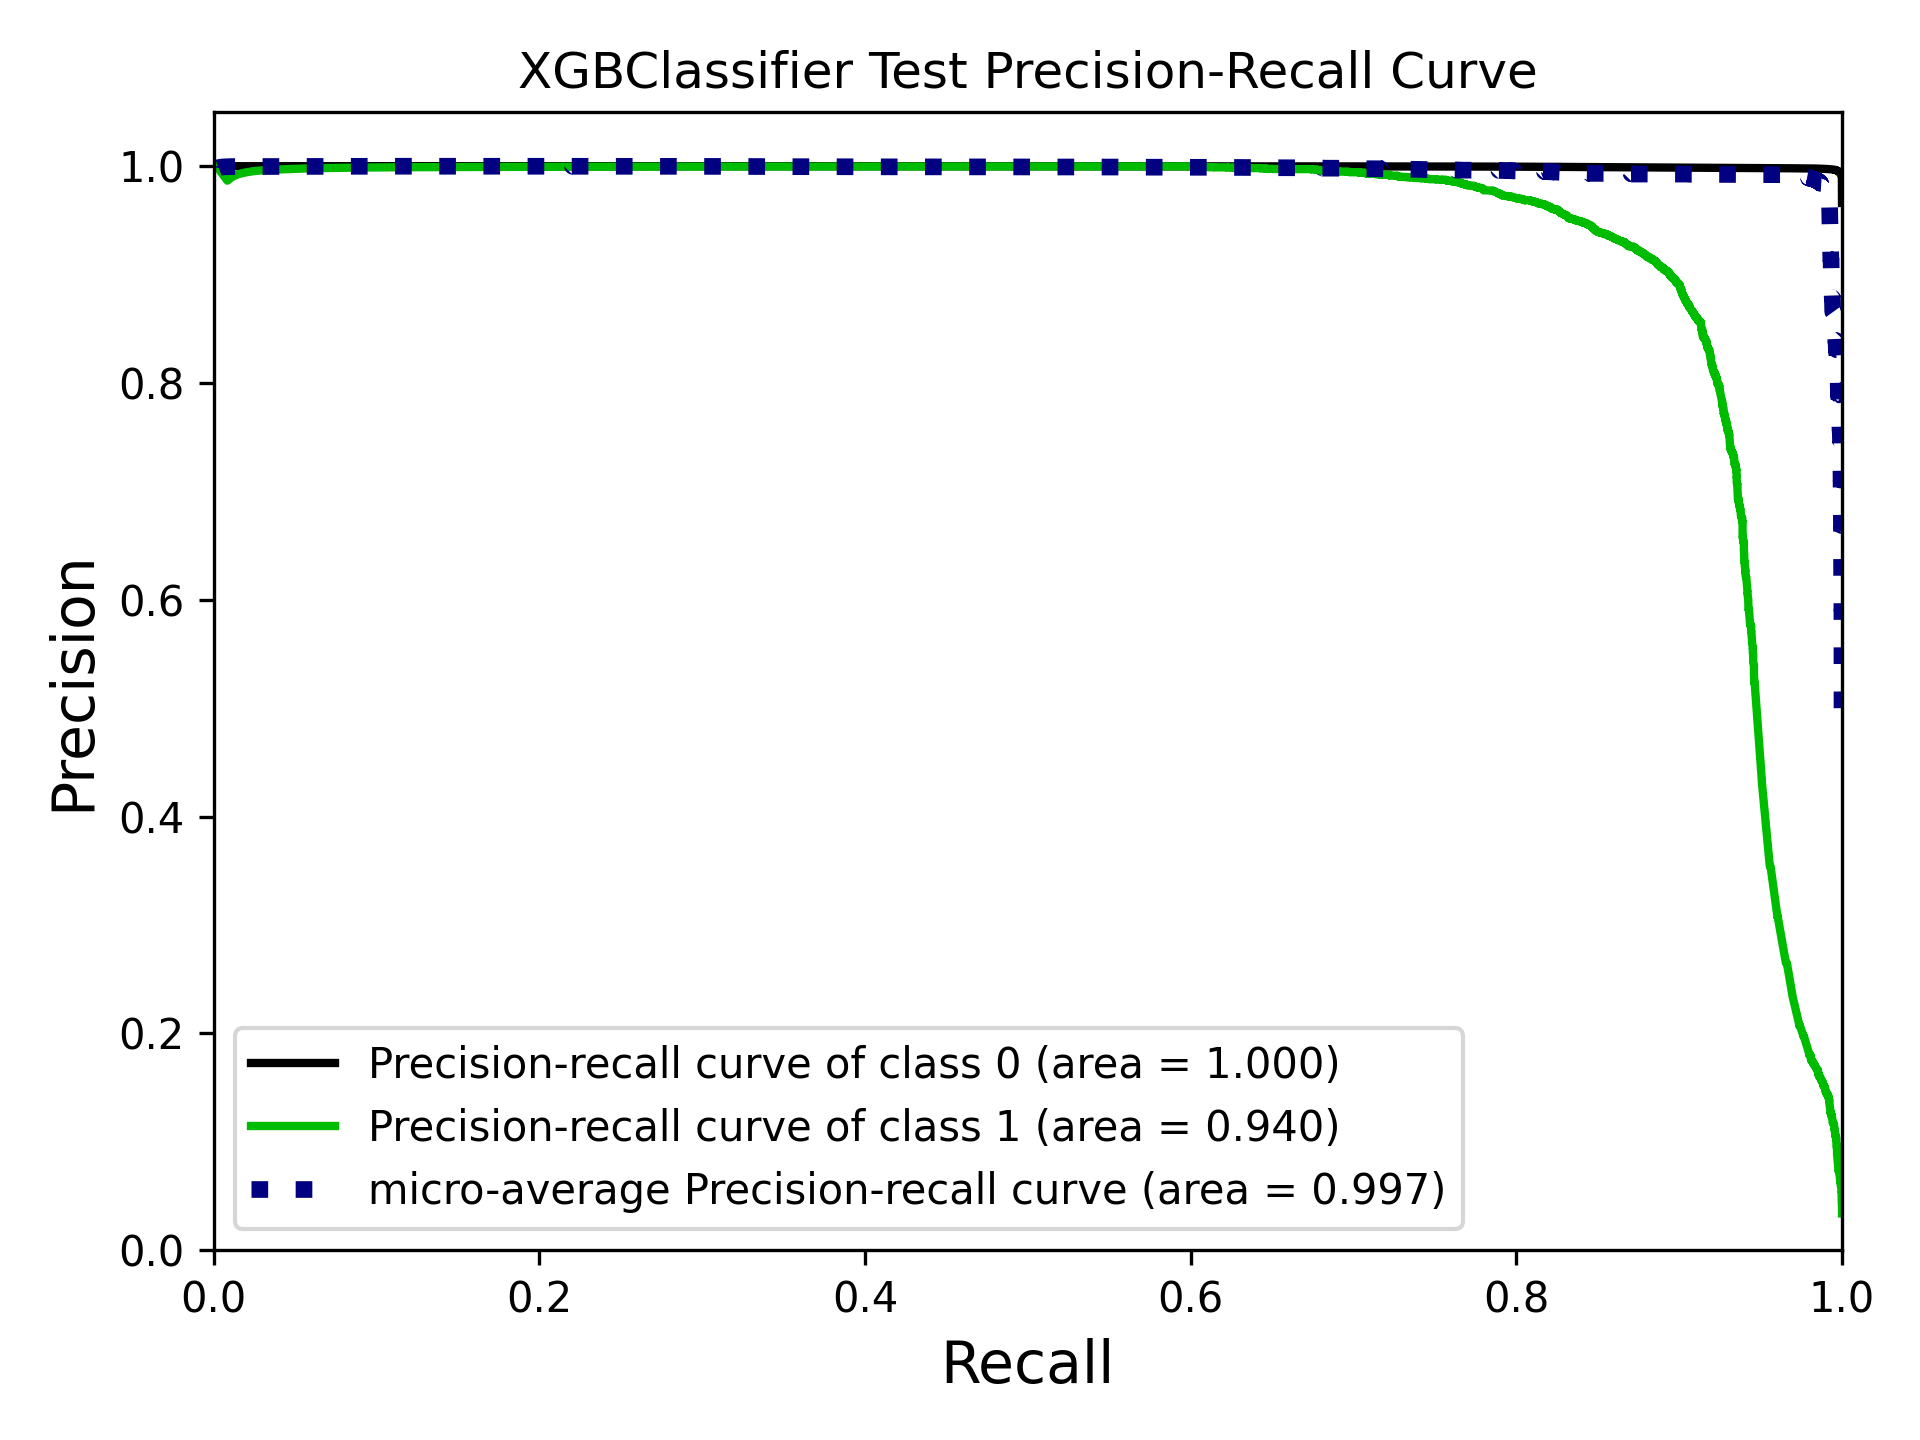 XGBClassifier Test Precision-Recall Curve
1.0
0.8
0.6
0.4
0.2
0.0
Precision
Precision-recall curve of class 0 (area = 1.000)
Precision-recall curve of class 1 (area = 0.940)
micro-average Precision-recall curve (area = 0.997)
0.0 0.2 0.4 0.6 0.8 1.0
Recall